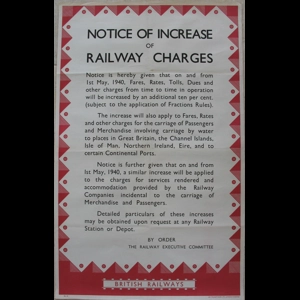 NOTICE OF INCREASE
OF
RAILWAY CHARGES
Notice is hereby given that on and from
1st May, 1940, Fares, Rates, Tolls, Dues and
other charges from time to time in operation
will be increased by an additional ten per cent.
(subject to the application of Fractions Rules).
The increase will also apply to Fares, Rates
and other charges for the carriage of Passengers
and Merchandise involving carriage by water
to places in Great Britain, the Channel Islands,
Isle of Man, Northern Ireland, Eire, and to
certain Continental Ports.
Notice is further given that on and from
1st May, 1940, a similar increase will be applied
to the charges for services rendered and
accommodation provided by the Railway
Companies incidental to the carriage of
Merchandise and Passengers.
Detailed particulars of these increases
may be obtained upon request at any Railway
Station or Depot.
BY ORDER
THE RAILWAY EXECUTIVE COMMITTEE
BRITISH RAILWAYS